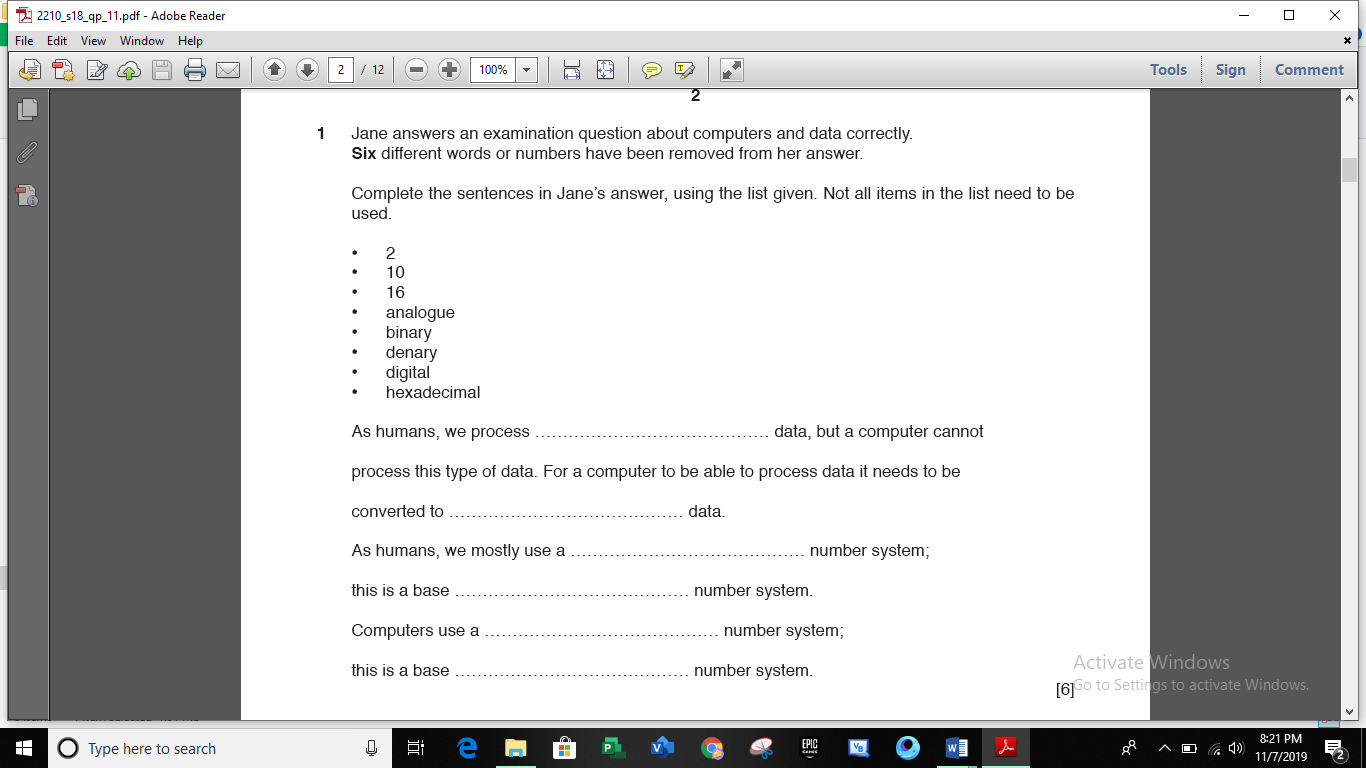 2210_s18_qp_11.pdf - Adobe Reader
File Edit View Window Help
2 / 12 100% Tools Sign Comment
2
1 Jane answers an examination question about computers and data correctly.
Six different words or numbers have been removed from her answer.
Complete the sentences in Jane's answer, using the list given. Not all items in the list need to be
used.
• 2
• 10
• 16
• analogue
• binary
• denary
• digital
• hexadecimal
As humans, we process .......................................... data, but a computer cannot
process this type of data. For a computer to be able to process data it needs to be
converted to .......................................... data.
As humans, we mostly use a .......................................... number system;
this is a base .......................................... number system.
Computers use a .......................................... number system;
this is a base .......................................... number system.
[6]
Activate Windows
Go to Settings to activate Windows.
Type here to search
EPIC GAMES
8:21 PM
11/7/2019
2